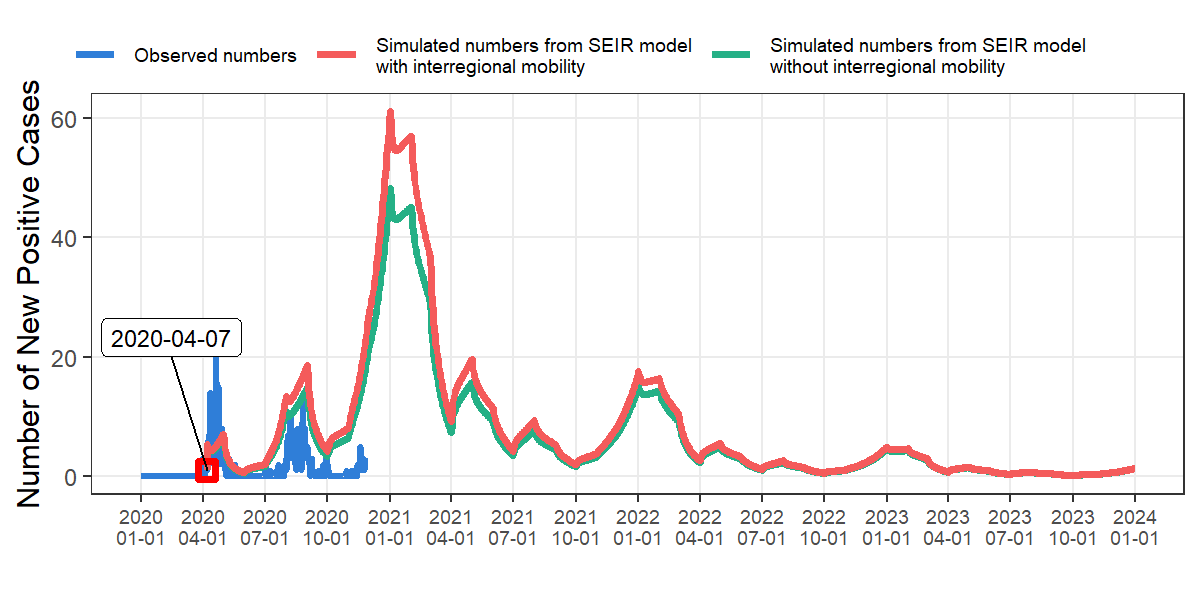 Observed numbers
Simulated numbers from SEIR model
with interregional mobility
Simulated numbers from SEIR model
without interregional mobility
Number of New Positive Cases
60
40
20
0
2020-04-07
2020 2020 2020 2020 2021 2021 2021 2021 2022 2022 2022 2022 2023 2023 2023 2023 2024
01-01 04-01 07-01 10-01 01-01 04-01 07-01 10-01 01-01 04-01 07-01 10-01 01-01 04-01 07-01 10-01 01-01